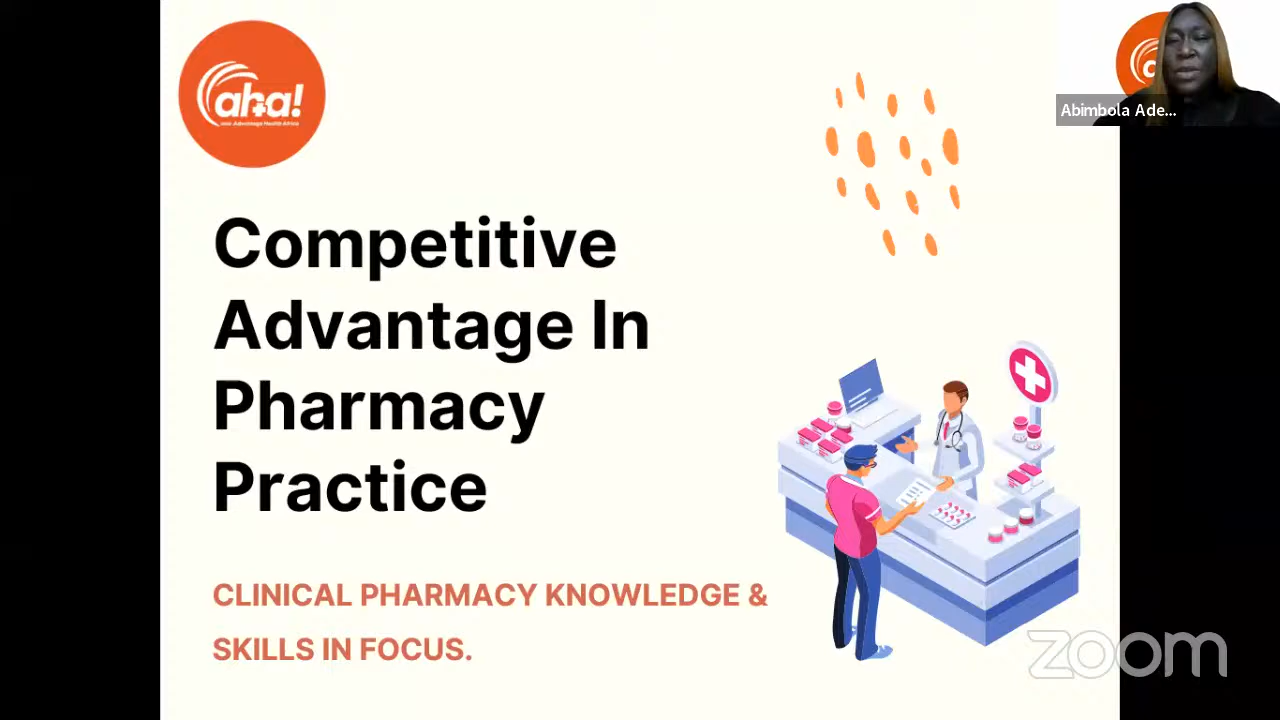 aha!
Abimbola Ade...
Competitive
Advantage In
Pharmacy
Practice
CLINICAL PHARMACY KNOWLEDGE &
SKILLS IN FOCUS.
zoom